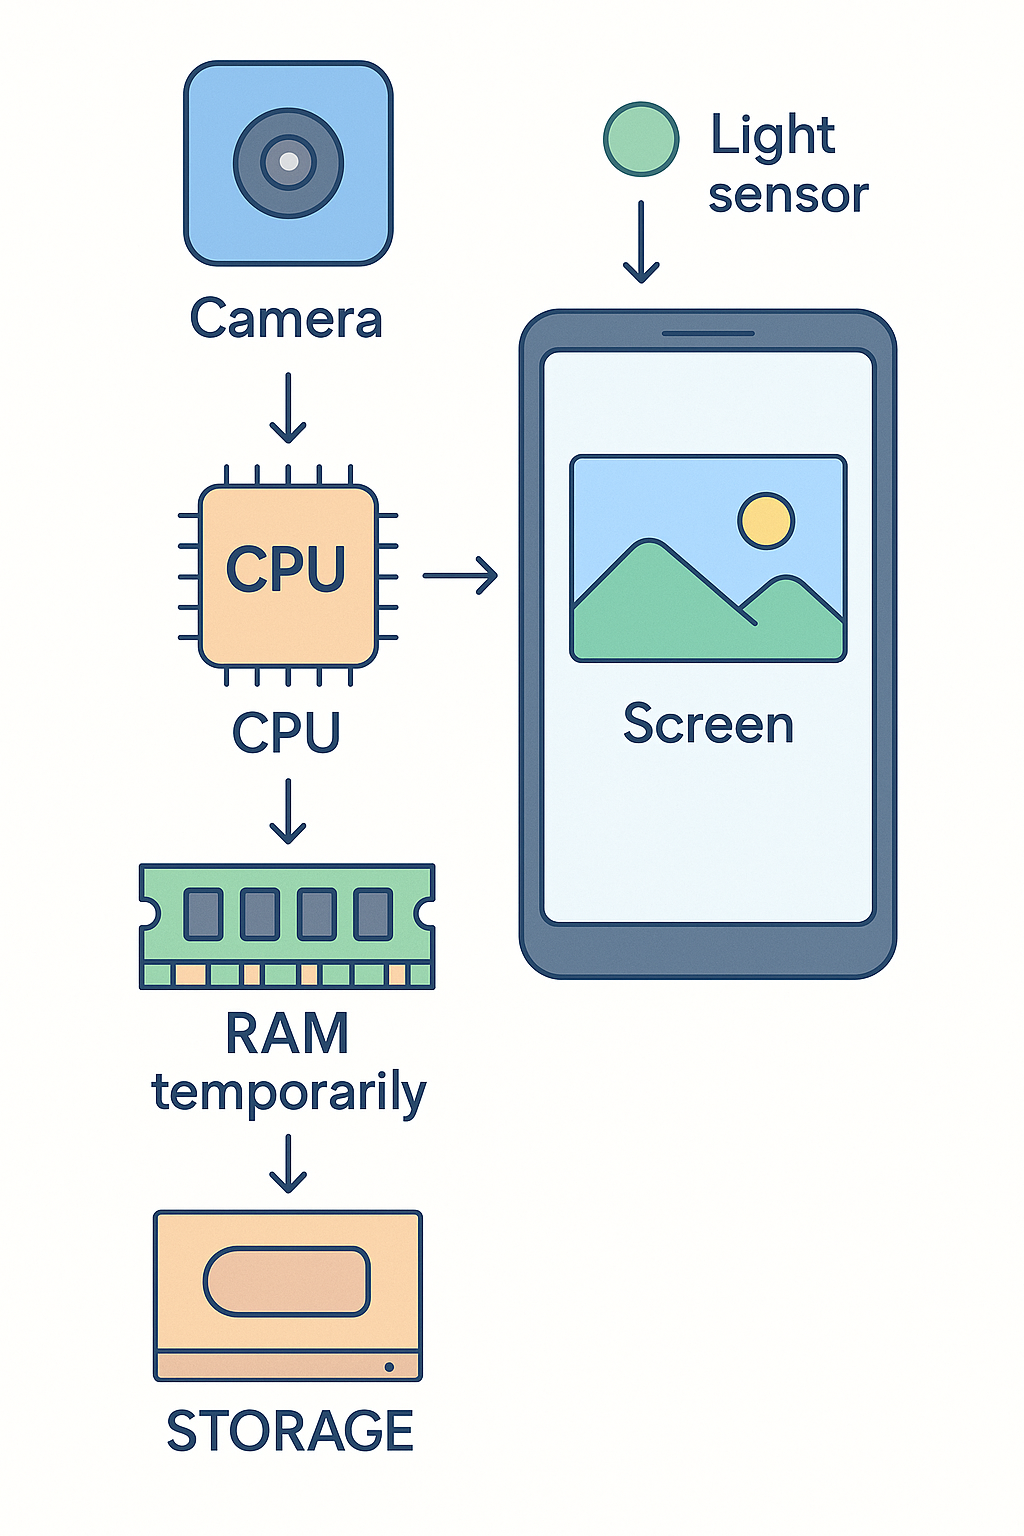 Camera
CPU
CPU
RAM
temporarily
STORAGE
Light
sensor
Screen